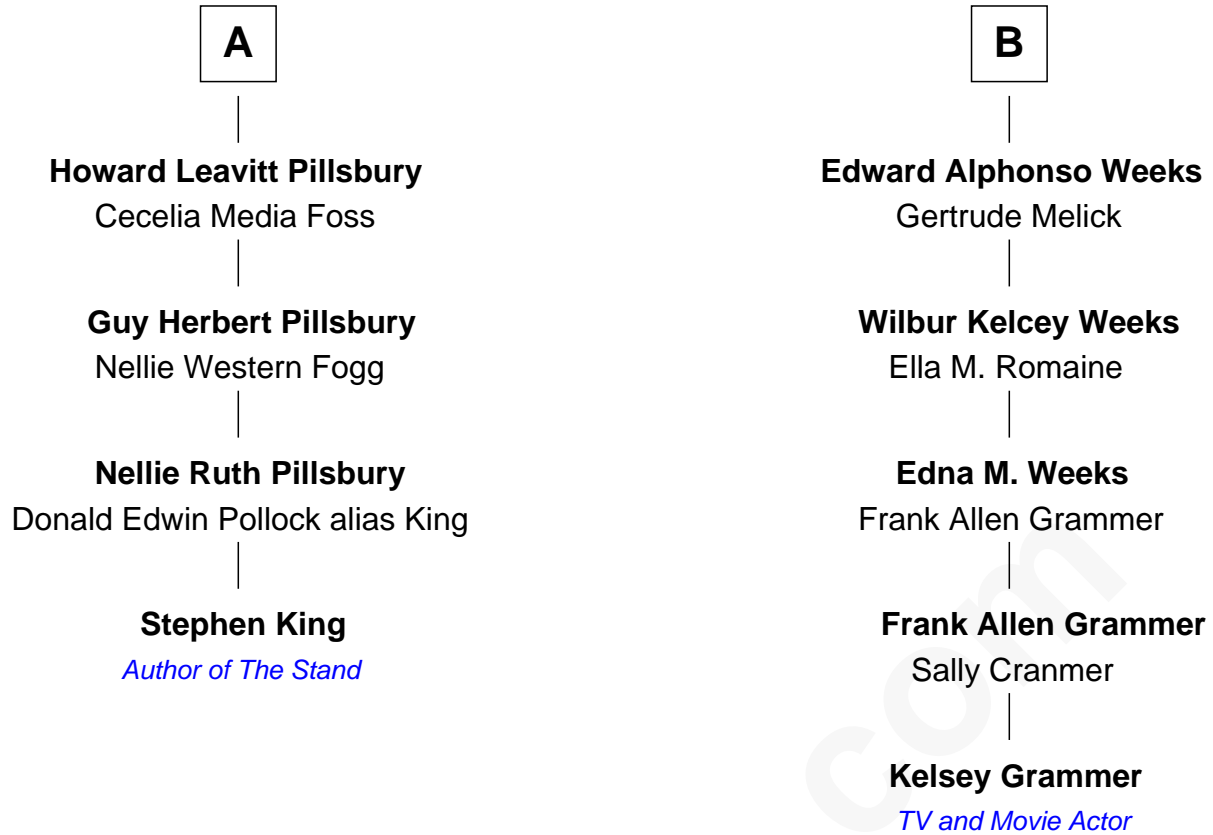 A
Howard Leavitt Pillsbury
Cecelia Media Foss
Guy Herbert Pillsbury
Nellie Western Fogg
Nellie Ruth Pillsbury
Donald Edwin Pollock alias King
Stephen King
Author of The Stand
B
Edward Alphonso Weeks
Gertrude Melick
Wilbur Kelcey Weeks
Ella M. Romaine
Edna M. Weeks
Frank Allen Grammer
Frank Allen Grammer
Sally Cranmer
Kelsey Grammer
TV and Movie Actor
com